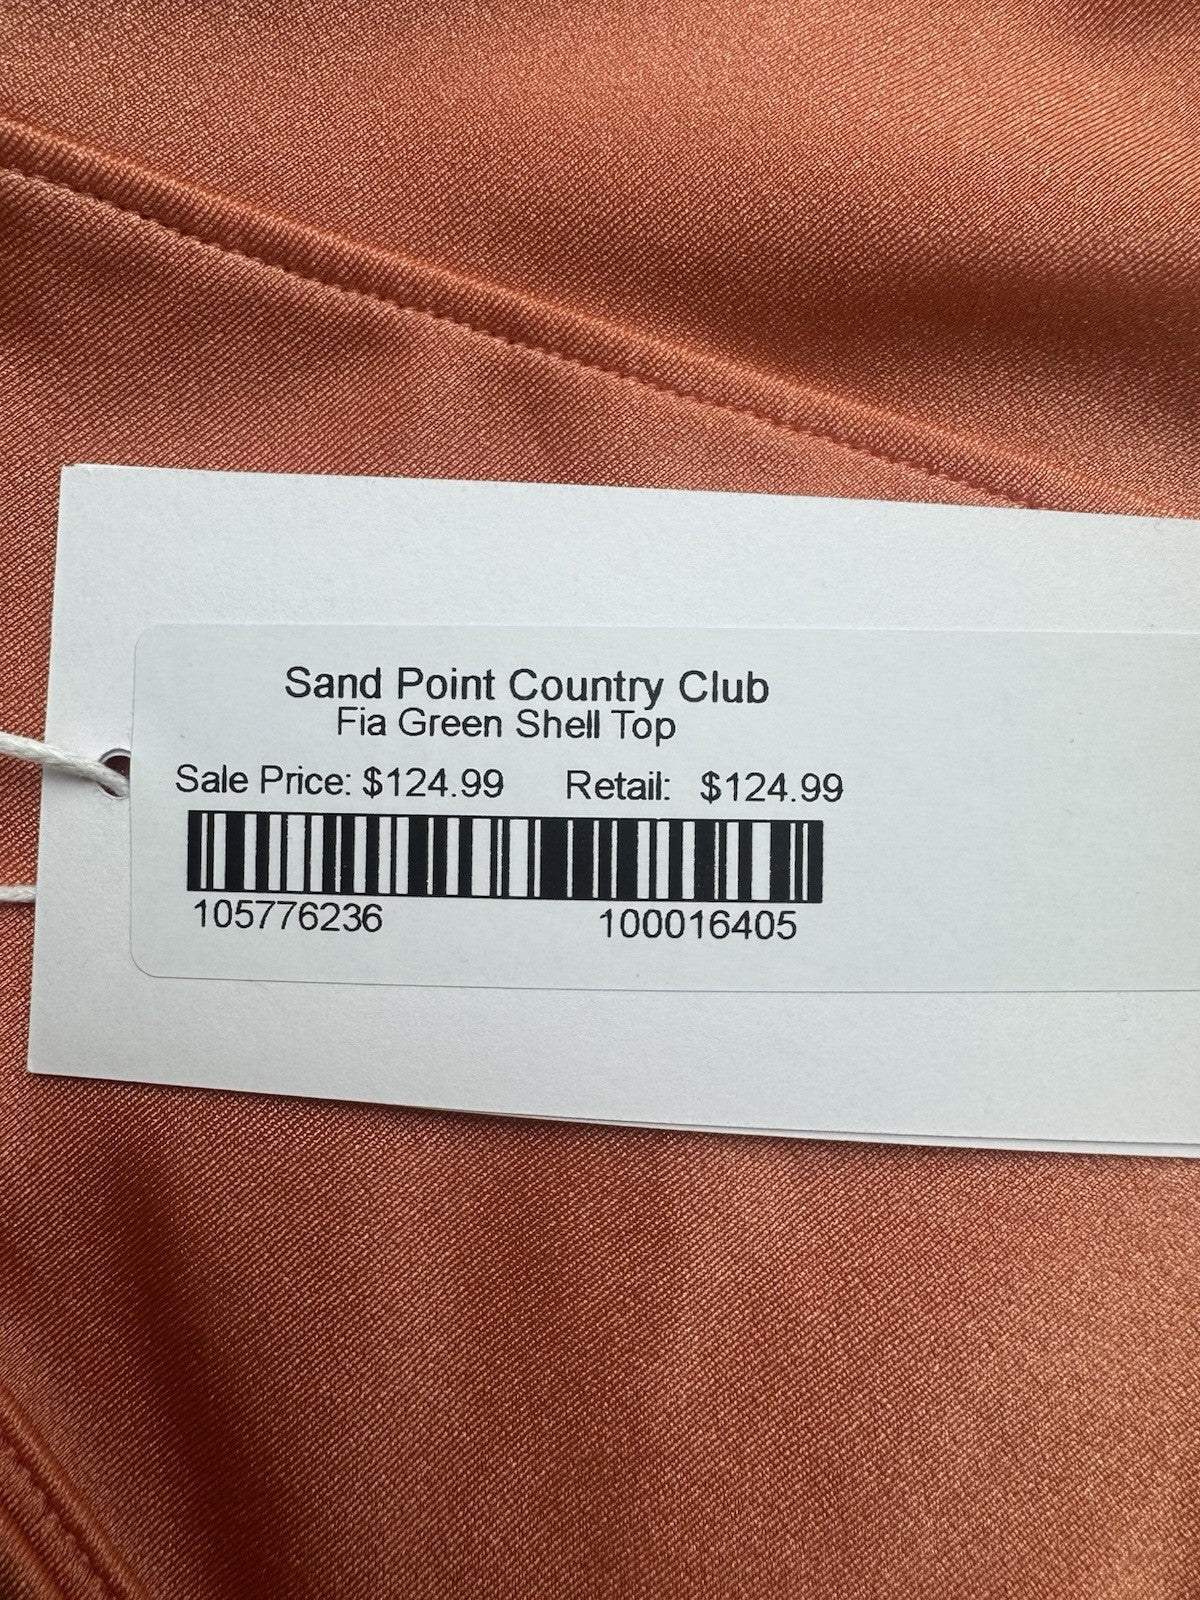 Sand Point Country Club
Fia Green Shell Top
Sale Price: $124.99 Retail: $124.99
105776236 100016405